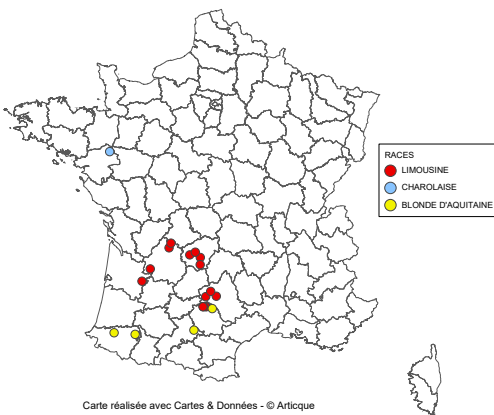 RACES
LIMOUSINE
CHAROLAISE
BLONDE D'AQUITAINE
Carte réalisée avec Cartes & Données - © Articque